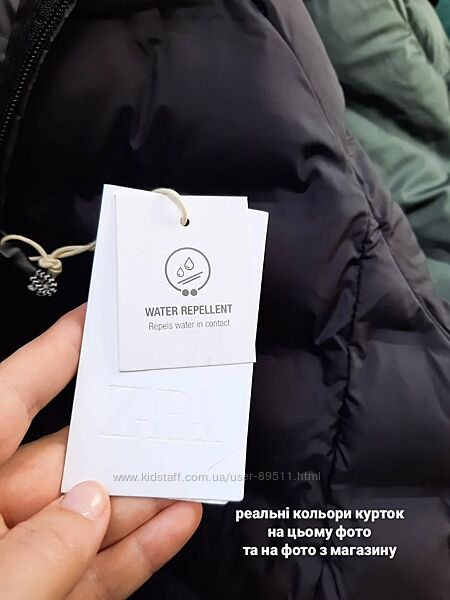 WATER REPELLENT
Repels water in contact
ZARA
www.kidstaff.com.ua/user-89511.html
реальні кольори курток
на цьому фото
та на фото з магазину